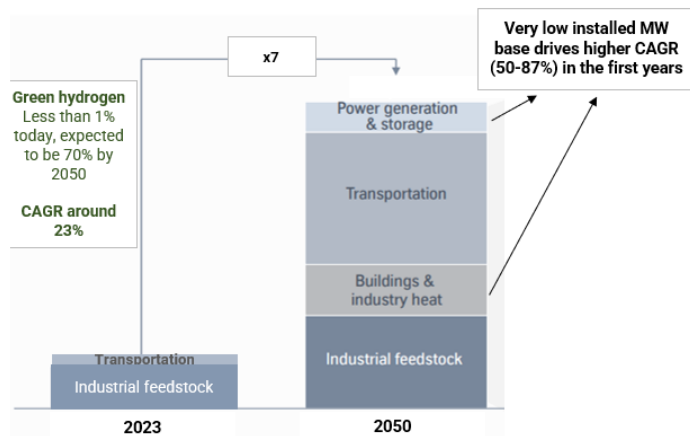 x7
Very low installed MW
base drives higher CAGR
(50-87%) in the first years
Green hydrogen
Less than 1%
today, expected
to be 70% by
2050
CAGR around
23%
Power generation
& storage
Transportation
Buildings &
industry heat
Industrial feedstock
Transportation
Industrial feedstock
2023
2050